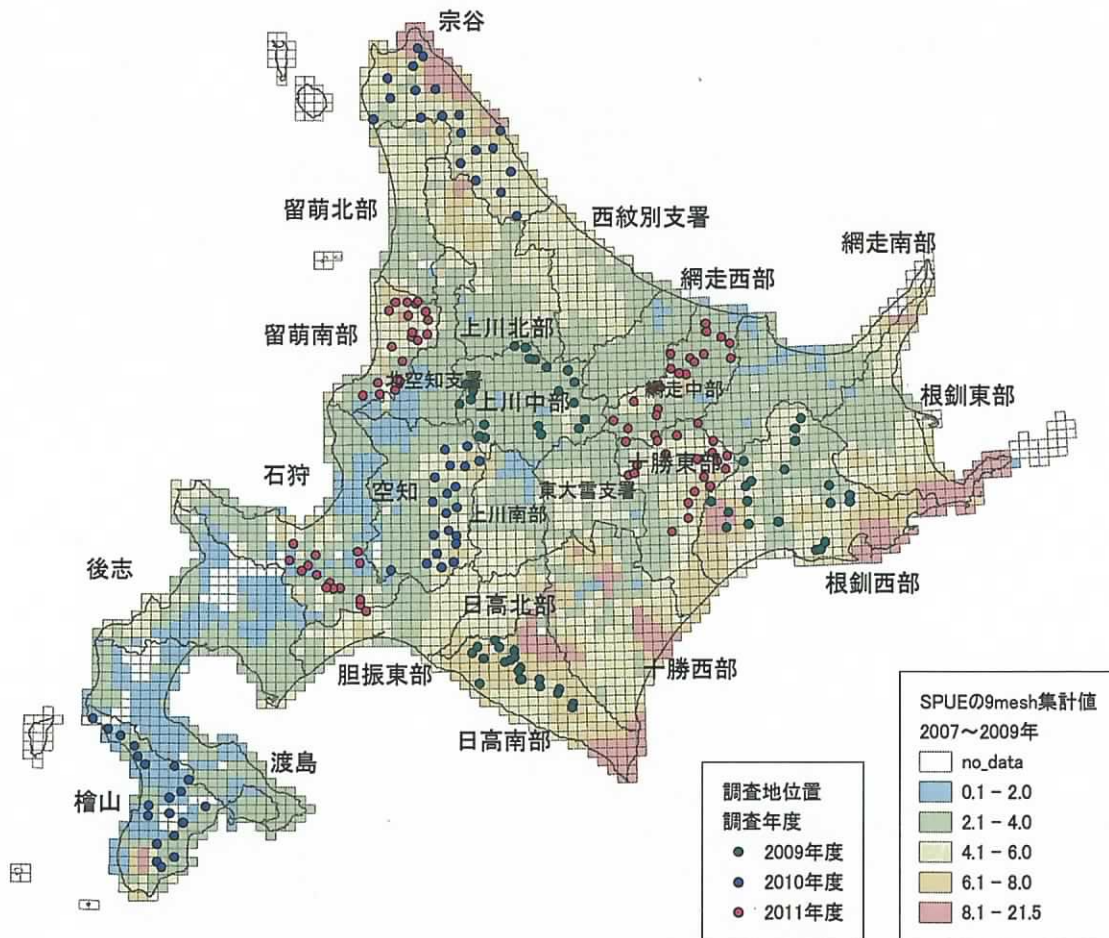 宗谷
留萌北部
西紋別支署
網走南部
網走西部
留萌南部
上川北部
北空知支署
上川中部
網走中部
根釧東部
石狩
空知
十勝東部
東大雪支署
上川南部
後志
根釧西部
日高北部
胆振東部
十勝西部
日高南部
渡島
檜山
調査地位置
調査年度
2009年度
2010年度
2011年度
SPUEの9mesh集計値
2007～2009年
no_data
0.1 - 2.0
2.1 - 4.0
4.1 - 6.0
6.1 - 8.0
8.1 - 21.5